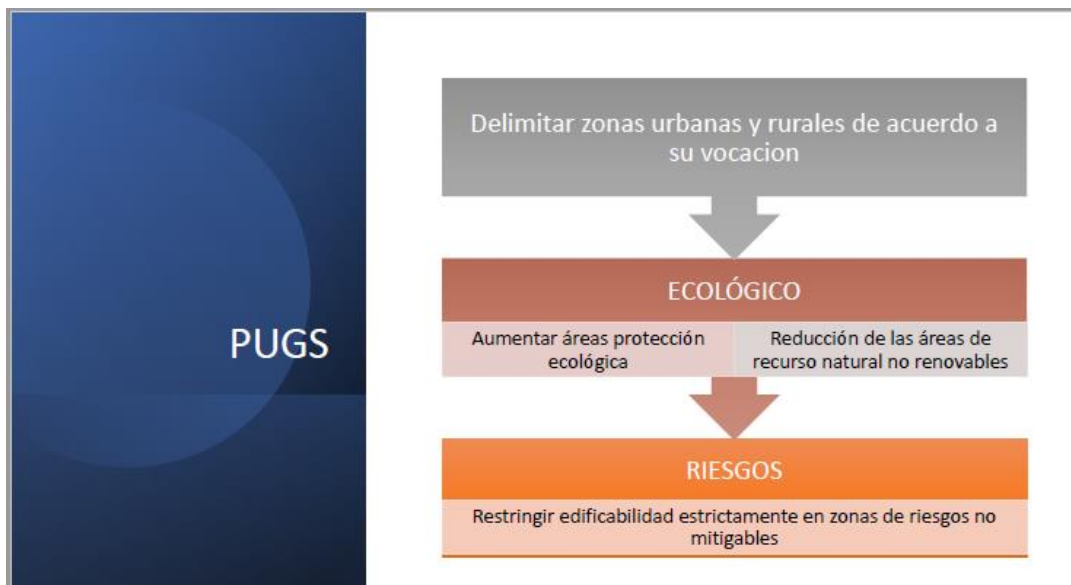 PUGS
Delimitar zonas urbanas y rurales de acuerdo a
su vocacion
ECOLÓGICO
Aumentar áreas protección
ecológica
Reducción de las áreas de
recurso natural no renovables
RIESGOS
Restringir edificabilidad estrictamente en zonas de riesgos no
mitigables